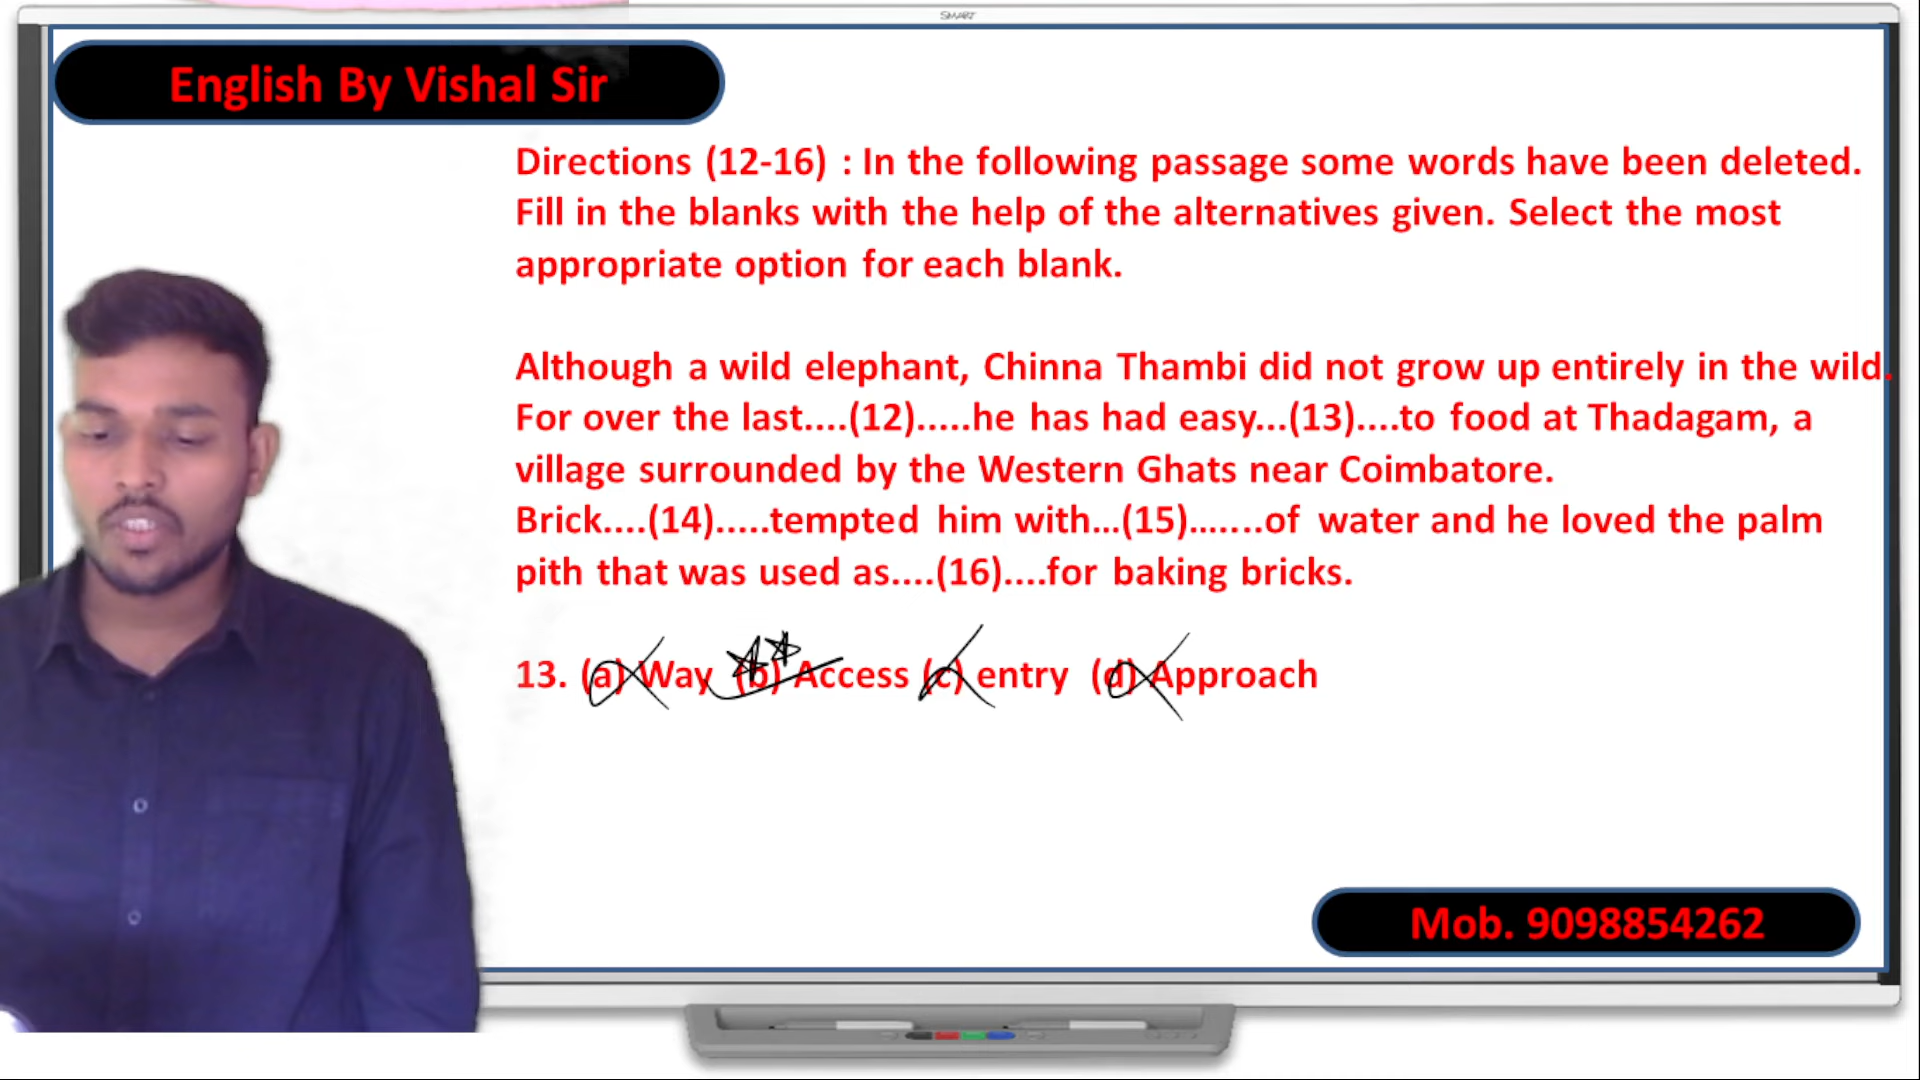 SMART
English By Vishal Sir
Directions (12-16) : In the following passage some words have been deleted.
Fill in the blanks with the help of the alternatives given. Select the most
appropriate option for each blank.
Although a wild elephant, Chinna Thambi did not grow up entirely in the wild.
For over the last....(12).....he has had easy...(13)....to food at Thadagam, a
village surrounded by the Western Ghats near Coimbatore.
Brick....(14).....tempted him with...(15).......of water and he loved the palm
pith that was used as....(16)....for baking bricks.
13. (a) Way (b) Access (c) entry (d) Approach
Mob. 9098854262